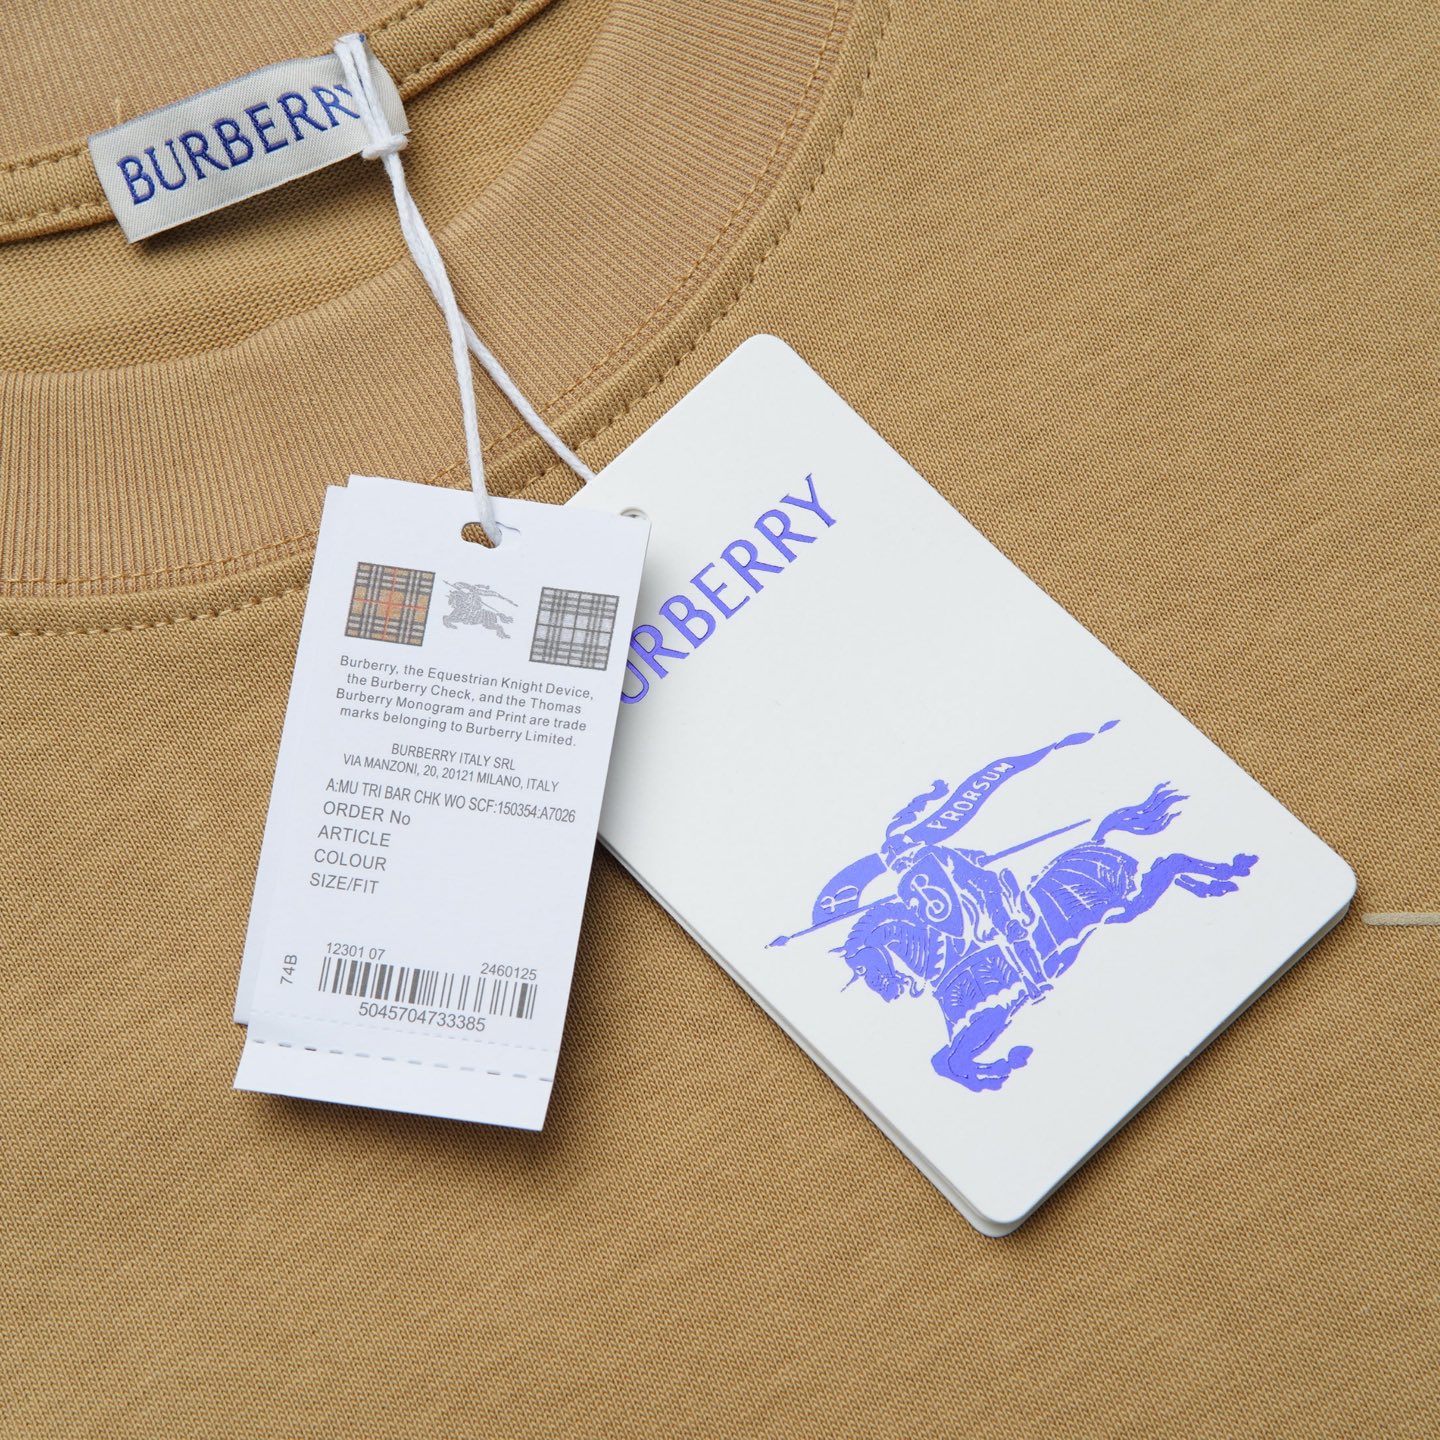 BURBERRY
BURBERRY
PRORSUM
B
Burberry, the Equestrian Knight Device,
the Burberry Check, and the Thomas
Burberry Monogram and Print are trade
marks belonging to Burberry Limited.
BURBERRY ITALY SRL
VIA MANZONI, 20, 20121 MILANO, ITALY
A:MU TRI BAR CHK WO SCF:150354:A7026
ORDER No
ARTICLE
COLOUR
SIZE/FIT
74B
12301 07
2460125
5045704733385